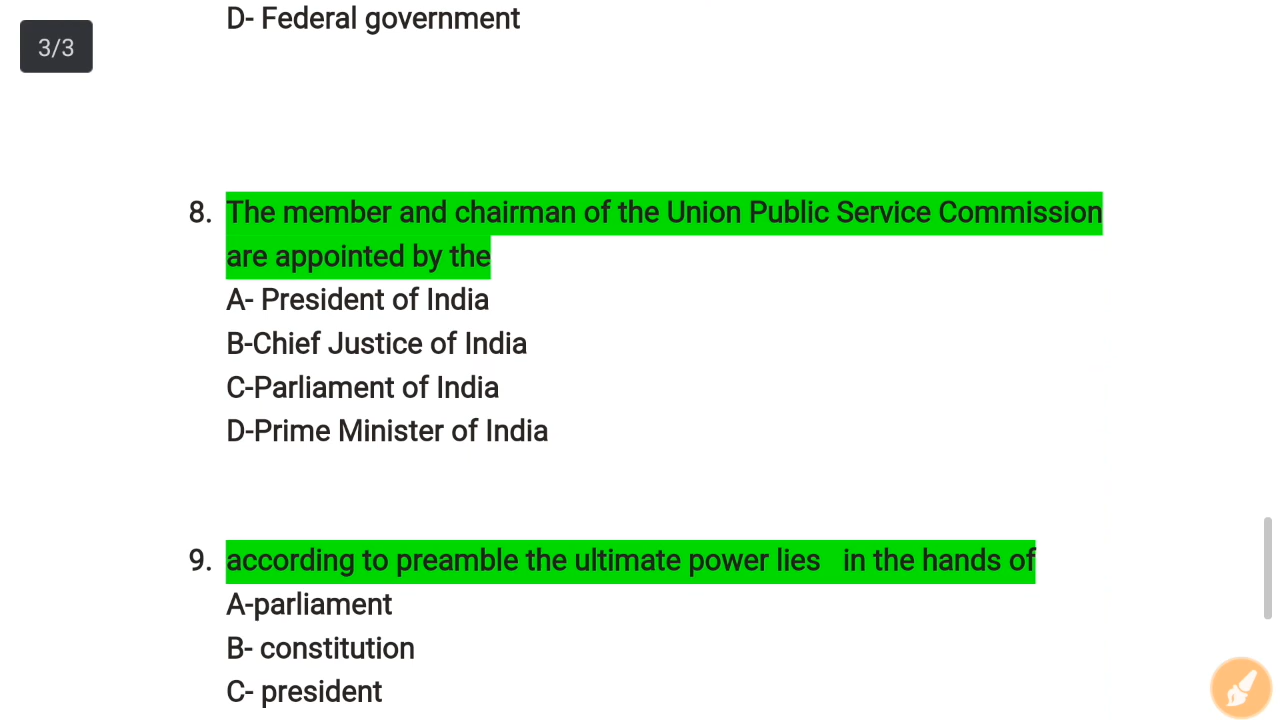 D- Federal government
3/3
8. The member and chairman of the Union Public Service Commission
are appointed by the
A- President of India
B-Chief Justice of India
C-Parliament of India
D-Prime Minister of India
9. according to preamble the ultimate power lies in the hands of
A-parliament
B- constitution
C- president